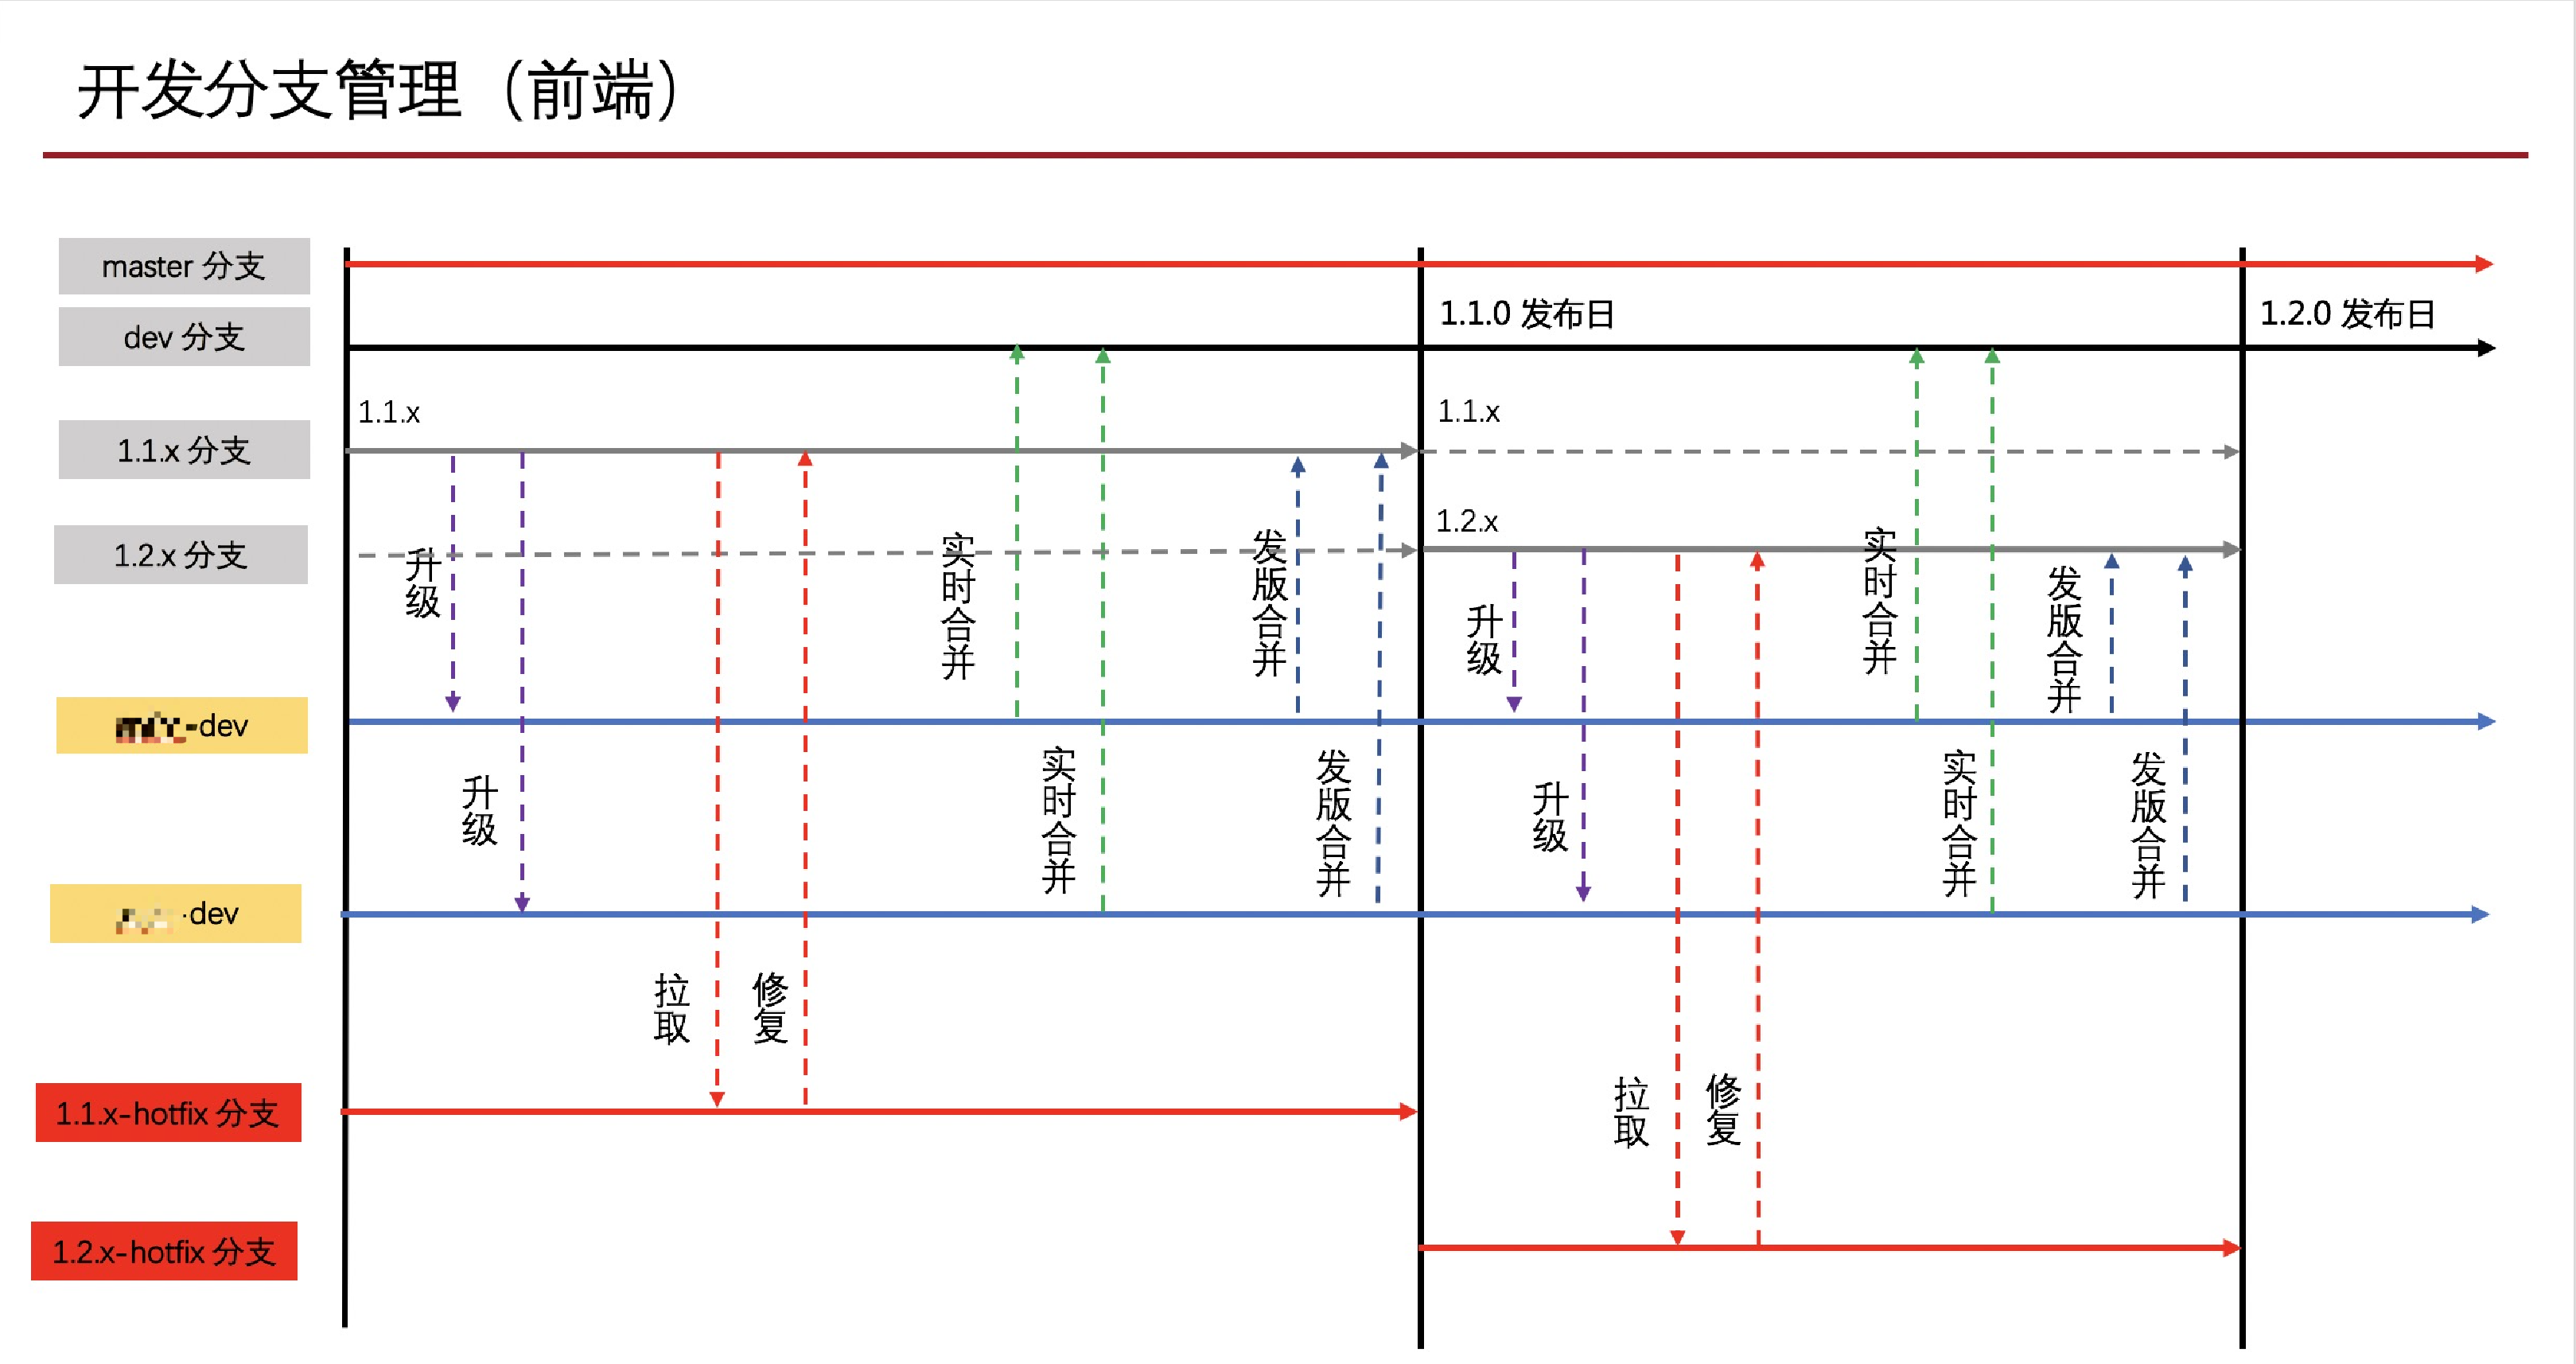 开发分支管理（前端）
master 分支
dev 分支
1.1.0 发布日
1.2.0 发布日
1.1.x
1.1.x
1.1.x 分支
1.2.x
1.2.x 分支
升级
实时合并
发版合并
升级
实时合并
发版合并
-dev
升级
实时合并
发版合并
升级
实时合并
发版合并
-dev
拉取
修复
拉取
修复
1.1.x-hotfix 分支
1.2.x-hotfix 分支